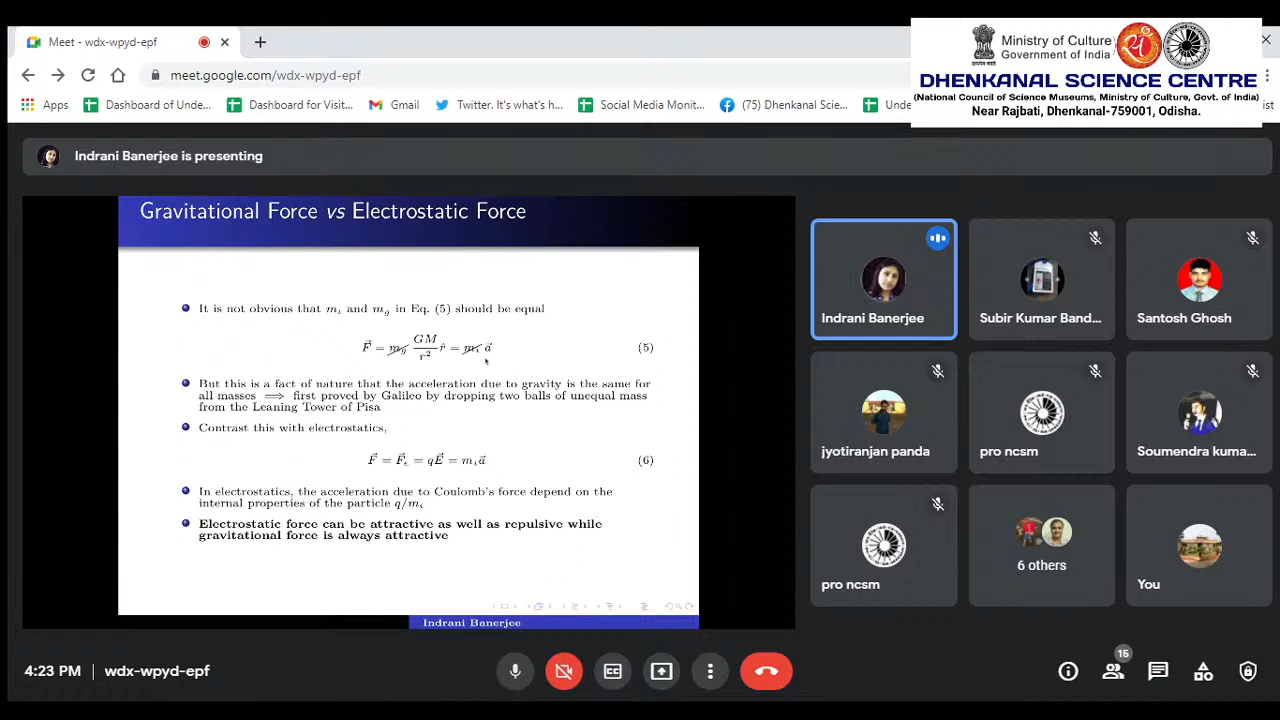 Meet - wdx-wpyd-epf
meet.google.com/wdx-wpyd-epf
Apps
Dashboard of Unde...
Dashboard for Visit...
Gmail
Twitter. It's what's h...
Social Media Monit...
(75) Dhenkanal Scie...
Unde
ist
Ministry of Culture
Government of India
DHENKANAL SCIENCE CENTRE
(National Council of Science Museums, Ministry of Culture, Govt. of India)
Near Rajbati, Dhenkanal-759001, Odisha.
Indrani Banerjee is presenting
Gravitational Force vs Electrostatic Force
It is not obvious that mᵢ and m_g in Eq. (5) should be equal
F⃗ = m_g GM/r² r̂ = mᵢ a⃗ (5)
But this is a fact of nature that the acceleration due to gravity is the same for
all masses ⟹ first proved by Galileo by dropping two balls of unequal mass
from the Leaning Tower of Pisa
Contrast this with electrostatics,
F⃗ = F⃗ₑ = qE⃗ = mᵢa⃗ (6)
In electrostatics, the acceleration due to Coulomb's force depend on the
internal properties of the particle q/mᵢ
Electrostatic force can be attractive as well as repulsive while
gravitational force is always attractive
Indrani Banerjee
Indrani Banerjee
Subir Kumar Band...
Santosh Ghosh
jyotiranjan panda
pro ncsm
Soumendra kuma...
pro ncsm
6 others
You
4:23 PM | wdx-wpyd-epf
15